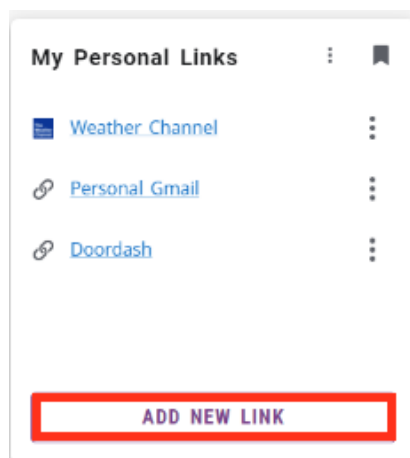 My Personal Links
Weather Channel
Personal Gmail
Doordash
ADD NEW LINK